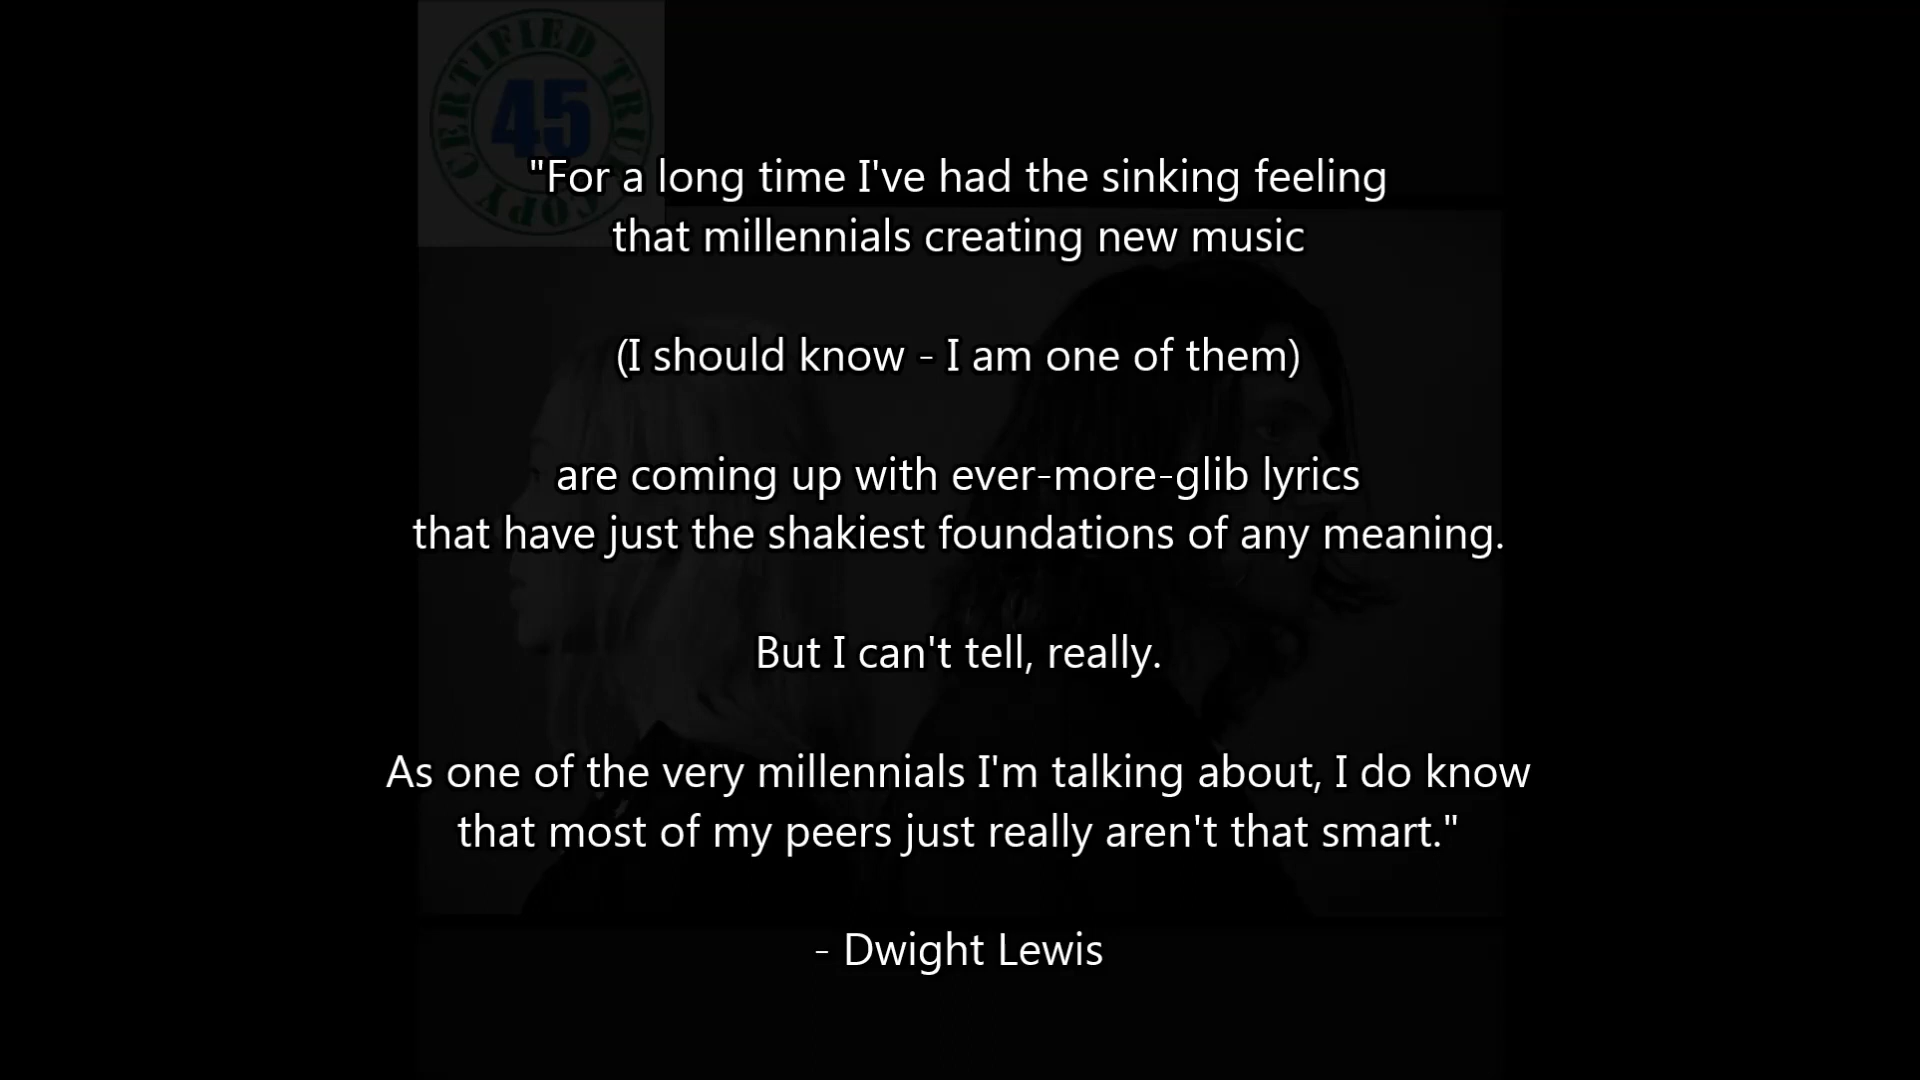 CERTIFIED TRUE COPY
45
"For a long time I've had the sinking feeling
that millennials creating new music
(I should know - I am one of them)
are coming up with ever-more-glib lyrics
that have just the shakiest foundations of any meaning.
But I can't tell, really.
As one of the very millennials I'm talking about, I do know
that most of my peers just really aren't that smart."
- Dwight Lewis